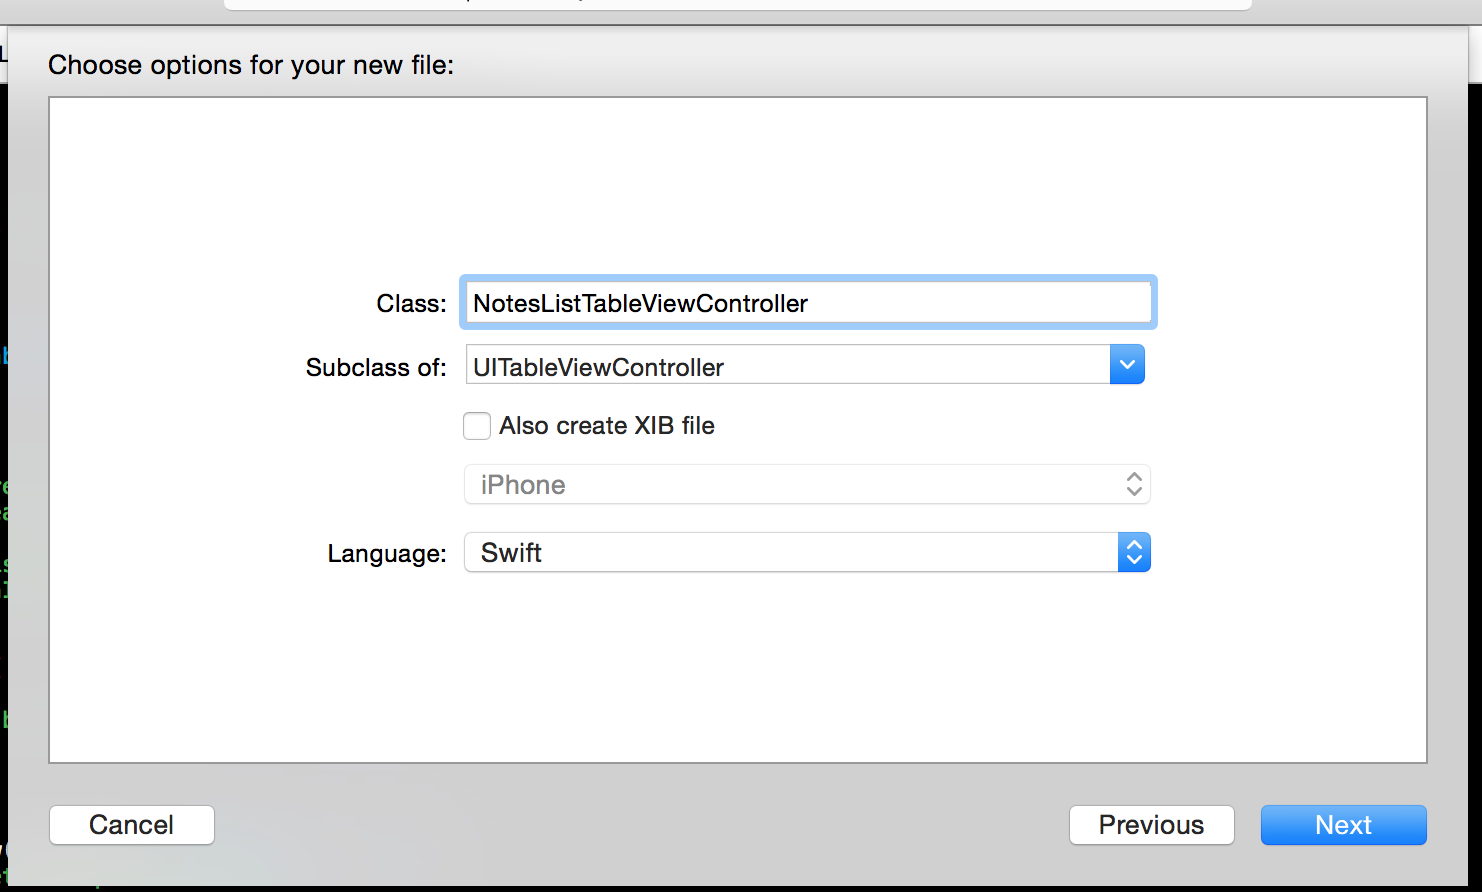 Choose options for your new file:
Class: NotesListTableViewController
Subclass of: UITableViewController
Also create XIB file
iPhone
Language: Swift
Cancel Previous Next